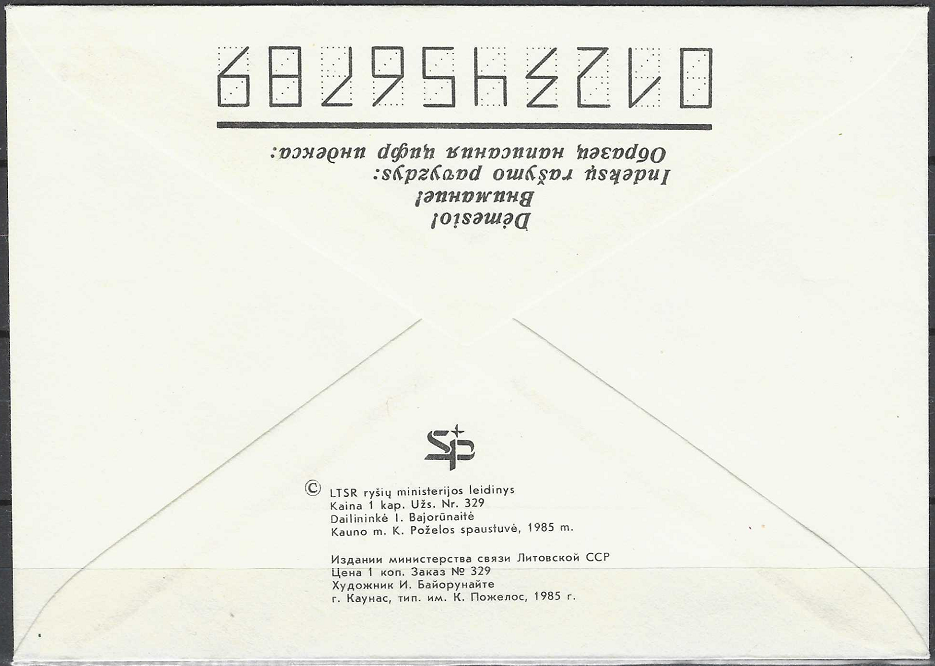 Dėmesio!
Внимание!
Indeksų rašymo pavyzdys:
Образец написания цифр индекса:
0123456789
SP
© LTSR ryšių ministerijos leidinys
Kaina 1 kap. Užs. Nr. 329
Dailininkė I. Bajorūnaitė
Kauno m. K. Poželos spaustuvė, 1985 m.
Издании министерства связи Литовской ССР
Цена 1 коп. Заказ № 329
Художник И. Байорунайте
г. Каунас, тип. им. К. Пожелос, 1985 г.